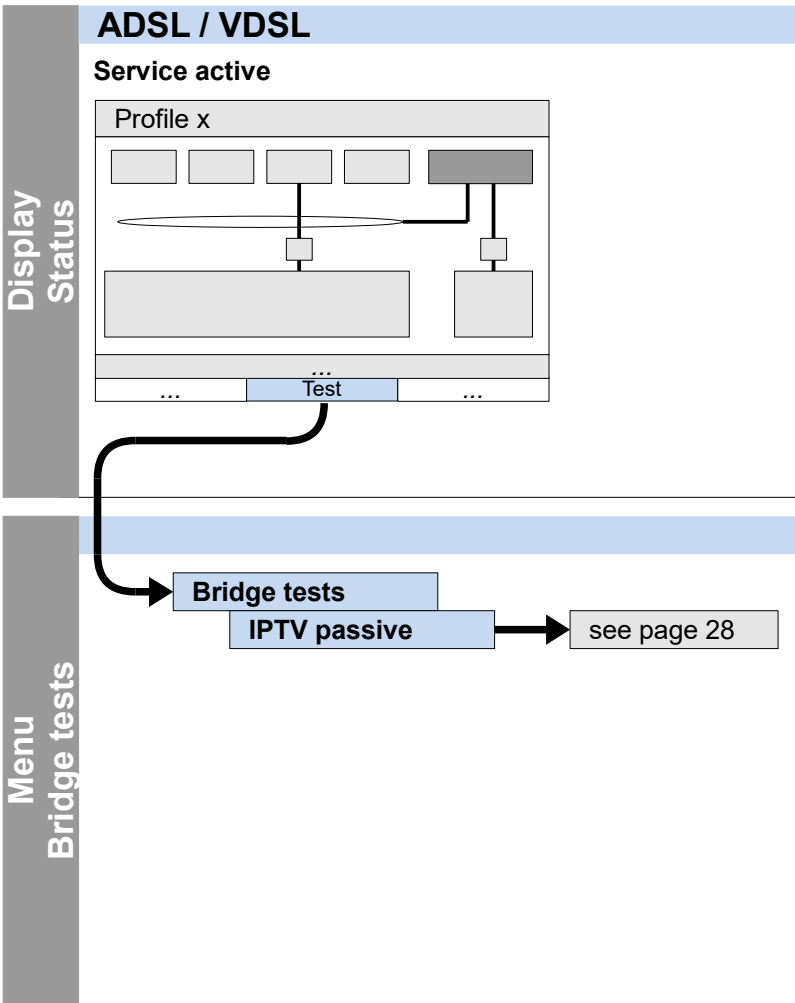 ADSL / VDSL
Service active
Display
Status
Profile x
...
... Test ...
Menu
Bridge tests
Bridge tests
IPTV passive
see page 28